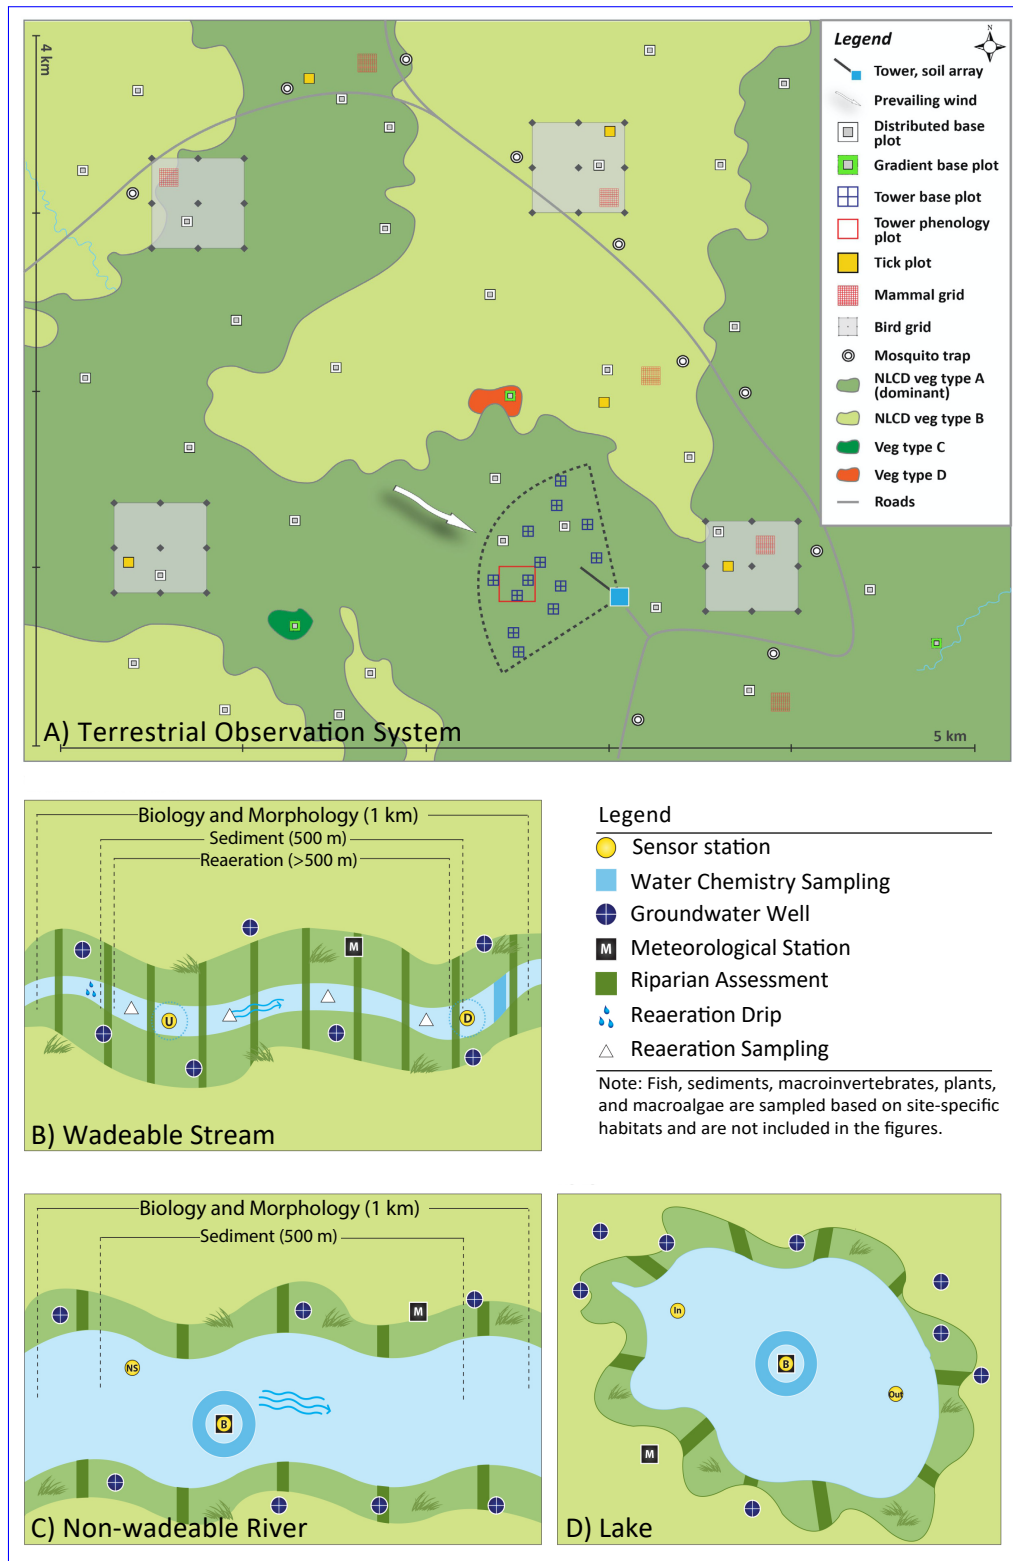 4 km
Legend
N
Tower, soil array
Prevailing wind
Distributed base
plot
Gradient base plot
Tower base plot
Tower phenology
plot
Tick plot
Mammal grid
Bird grid
Mosquito trap
NLCD veg type A
(dominant)
NLCD veg type B
Veg type C
Veg type D
Roads
A) Terrestrial Observation System
5 km
Biology and Morphology (1 km)
Sediment (500 m)
Reaeration (>500 m)
M
U
D
B) Wadeable Stream
Legend
Sensor station
Water Chemistry Sampling
Groundwater Well
M Meteorological Station
Riparian Assessment
Reaeration Drip
Reaeration Sampling
Note: Fish, sediments, macroinvertebrates, plants,
and macroalgae are sampled based on site-specific
habitats and are not included in the figures.
Biology and Morphology (1 km)
Sediment (500 m)
M
NS
B
C) Non-wadeable River
In
B
Out
M
D) Lake